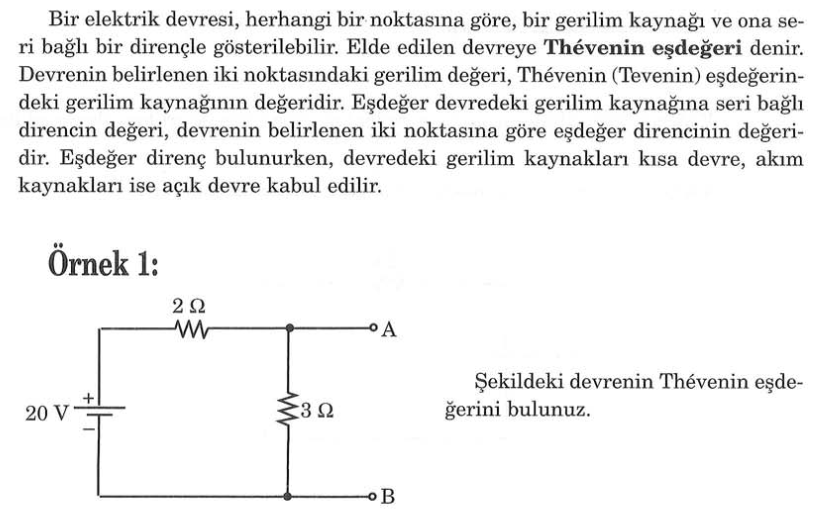 Bir elektrik devresi, herhangi bir noktasına göre, bir gerilim kaynağı ve ona se-
ri bağlı bir dirençle gösterilebilir. Elde edilen devreye Thévenin eşdeğeri denir.
Devrenin belirlenen iki noktasındaki gerilim değeri, Thévenin (Tevenin) eşdeğerin-
deki gerilim kaynağının değeridir. Eşdeğer devredeki gerilim kaynağına seri bağlı
direncin değeri, devrenin belirlenen iki noktasına göre eşdeğer direncinin değeri-
dir. Eşdeğer direnç bulunurken, devredeki gerilim kaynakları kısa devre, akım
kaynakları ise açık devre kabul edilir.
Örnek 1:
2 Ω
A
+
20 V
−
3 Ω
B
Şekildeki devrenin Thévenin eşde-
ğerini bulunuz.